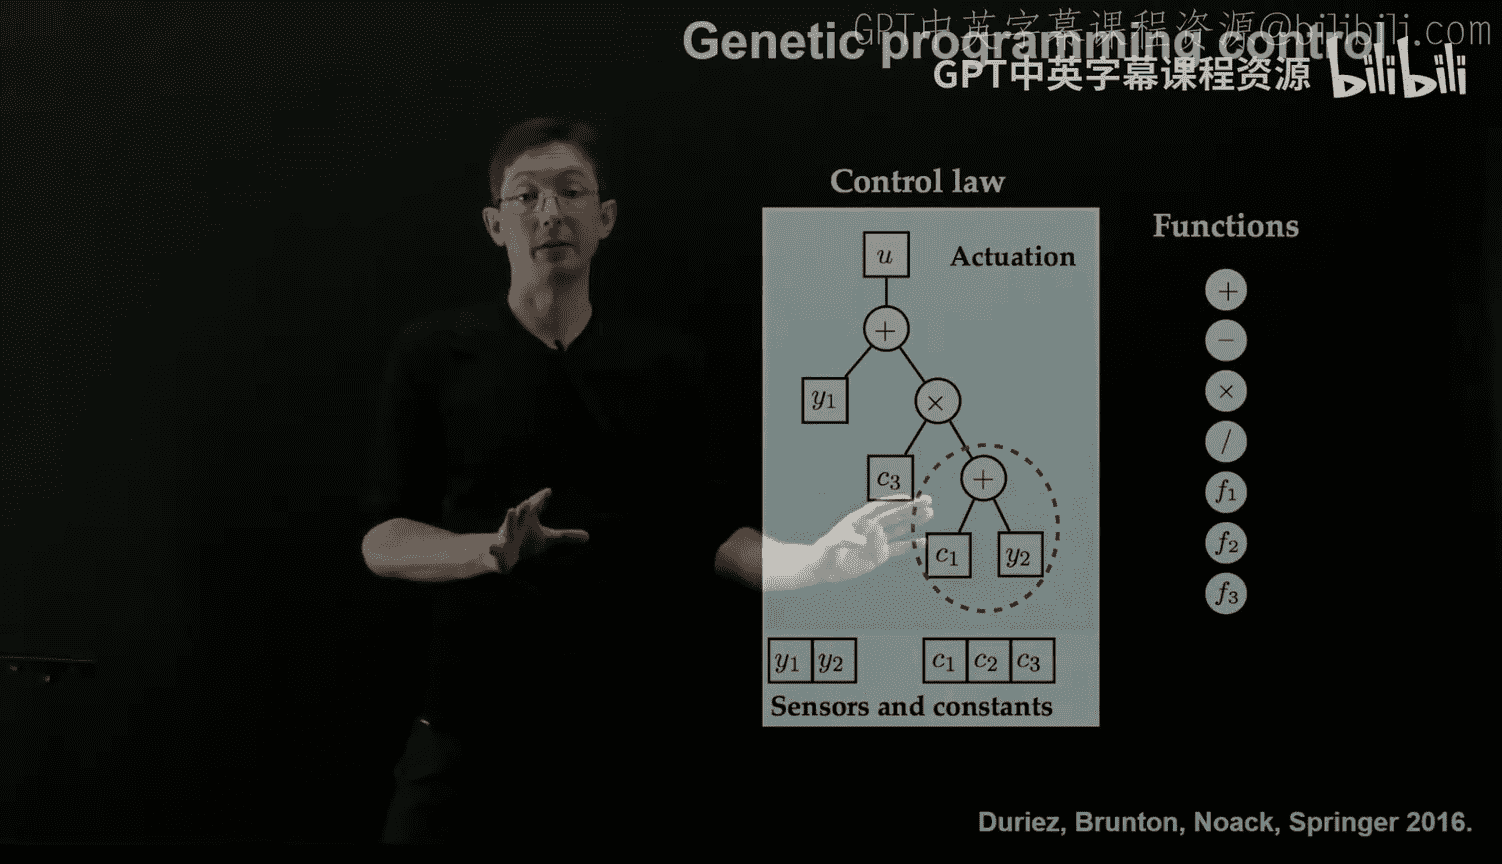 GPT中英字幕课程资源@bilibili.com
Genetic programming control
GPT中英字幕课程资源 bilibili
Control law
Functions
u
Actuation
+
y1
×
c3
+
c1
y2
y1 y2
c1 c2 c3
Sensors and constants
+
−
×
/
f1
f2
f3
Duriez, Brunton, Noack, Springer 2016.